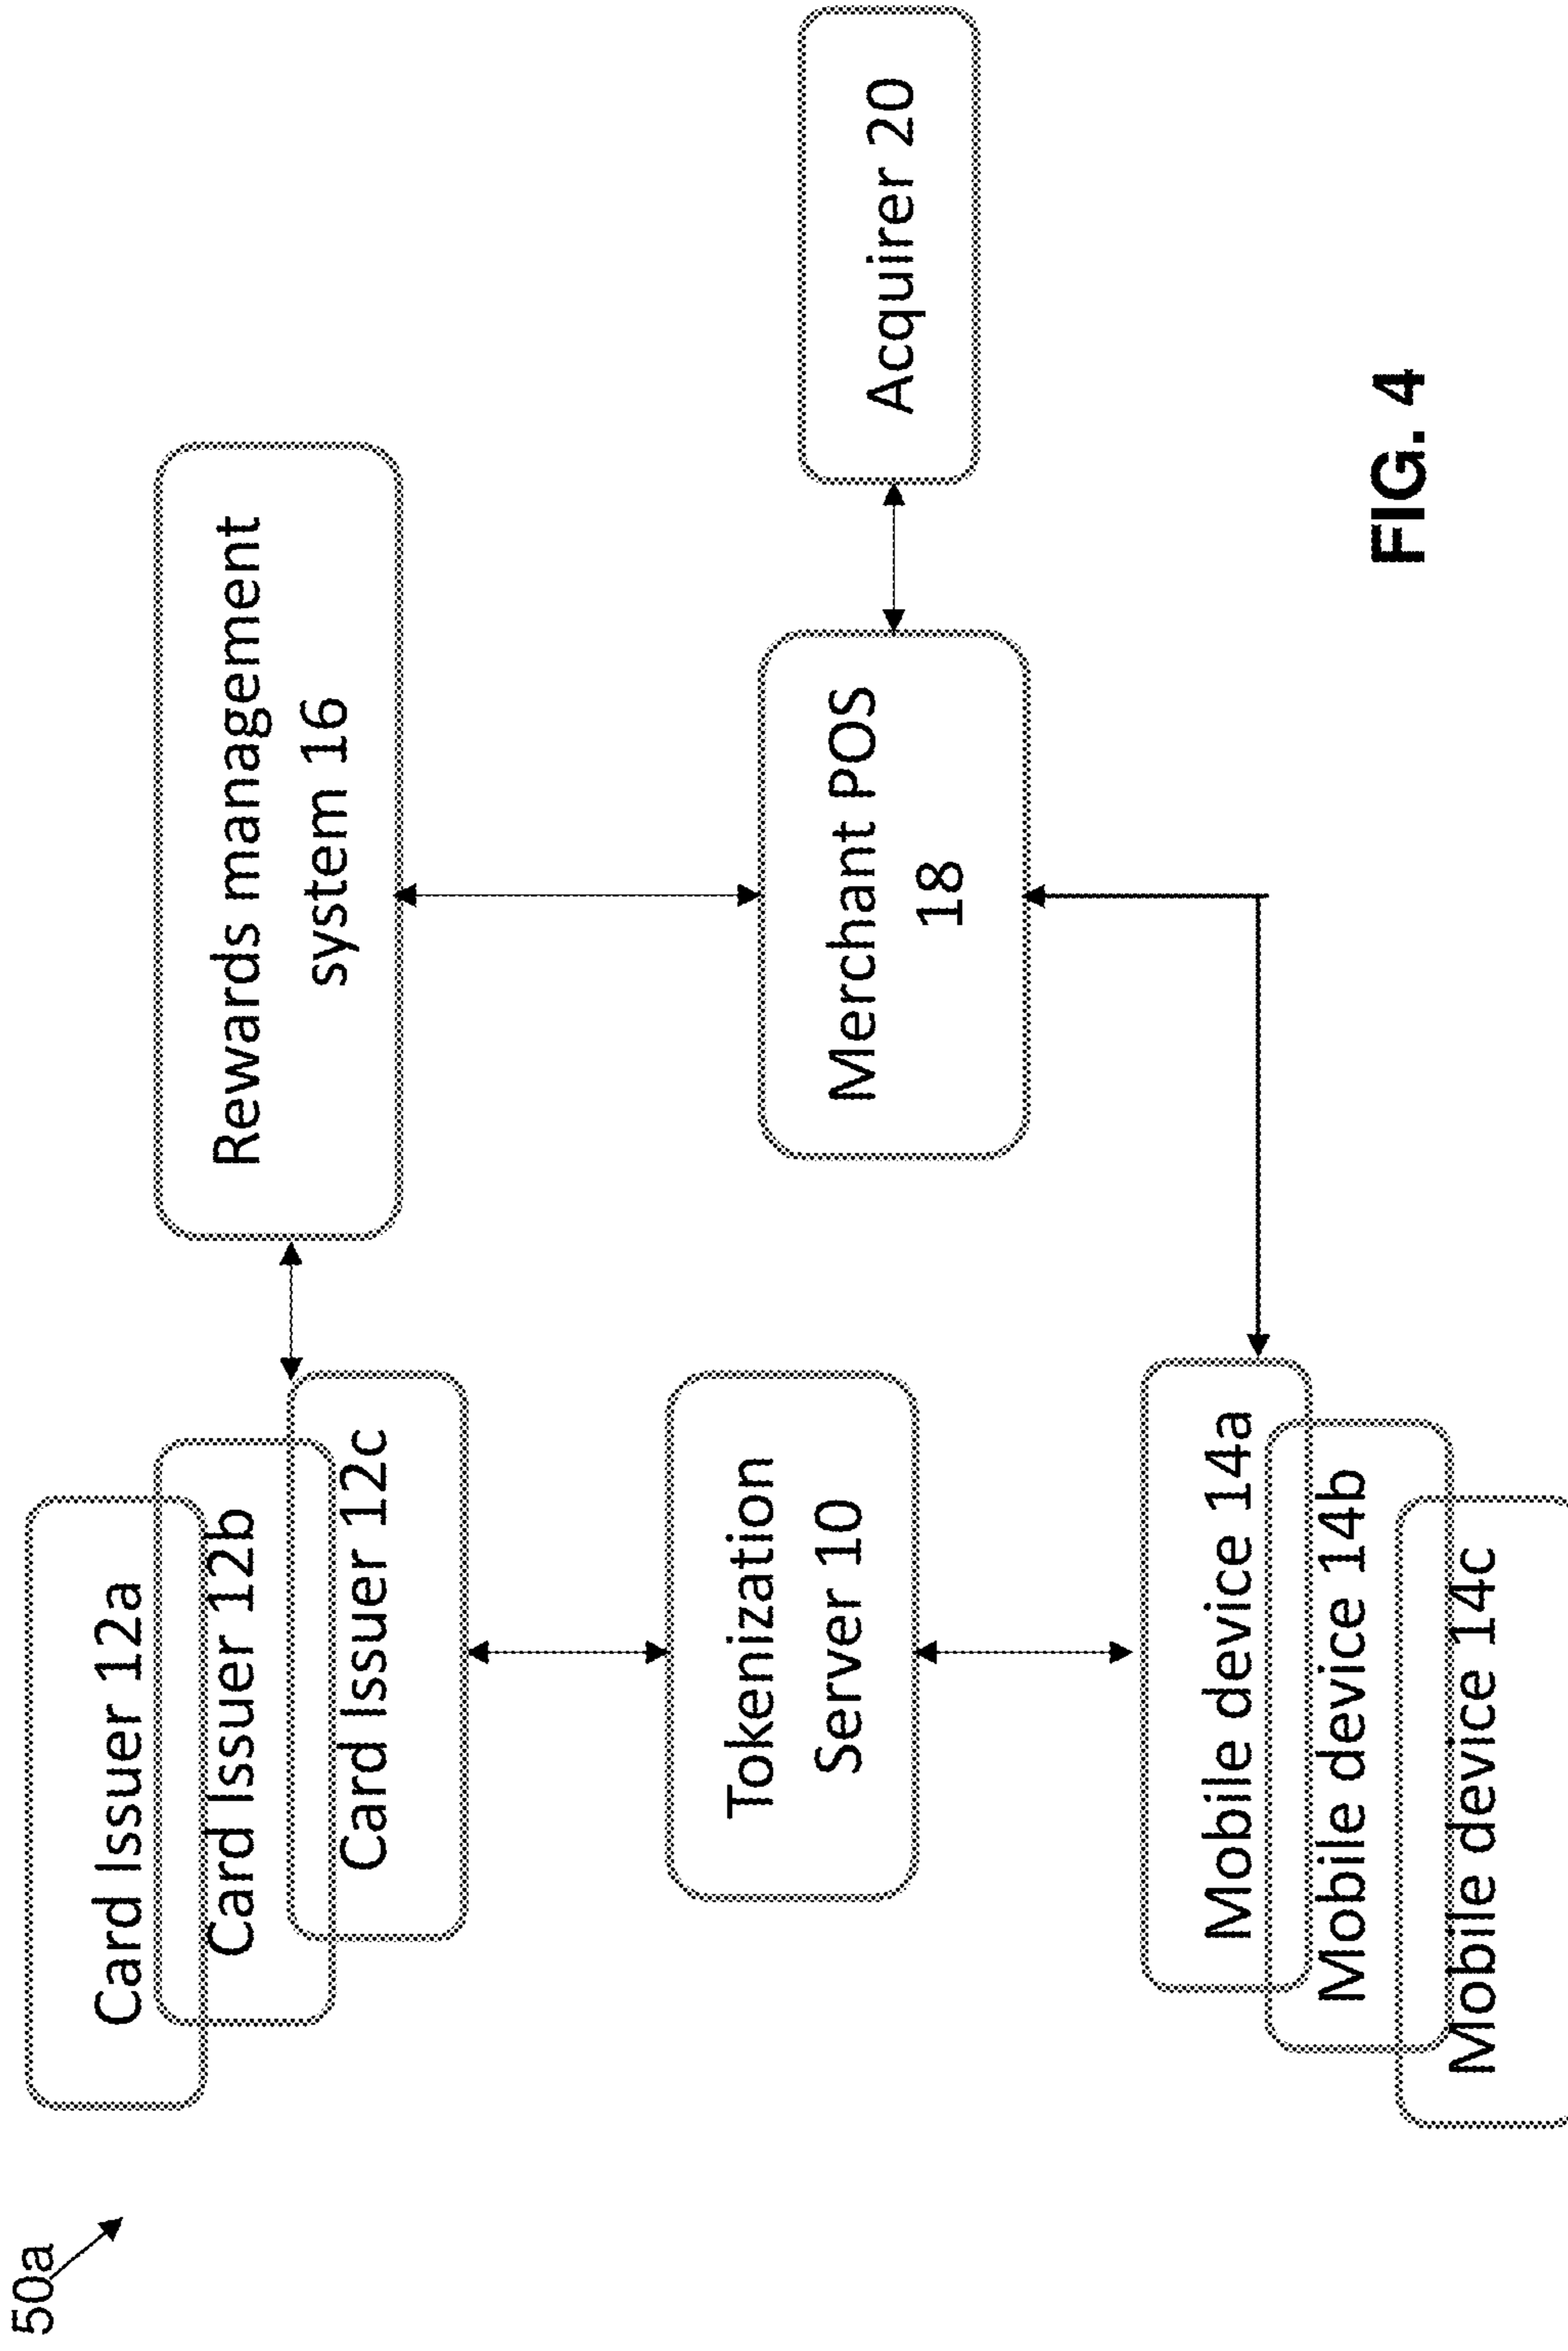 50a
Card Issuer 12a
Card Issuer 12b
Card Issuer 12c
Rewards management
system 16
Tokenization
Server 10
Merchant POS
18
Acquirer 20
Mobile device 14a
Mobile device 14b
Mobile device 14c
FIG. 4